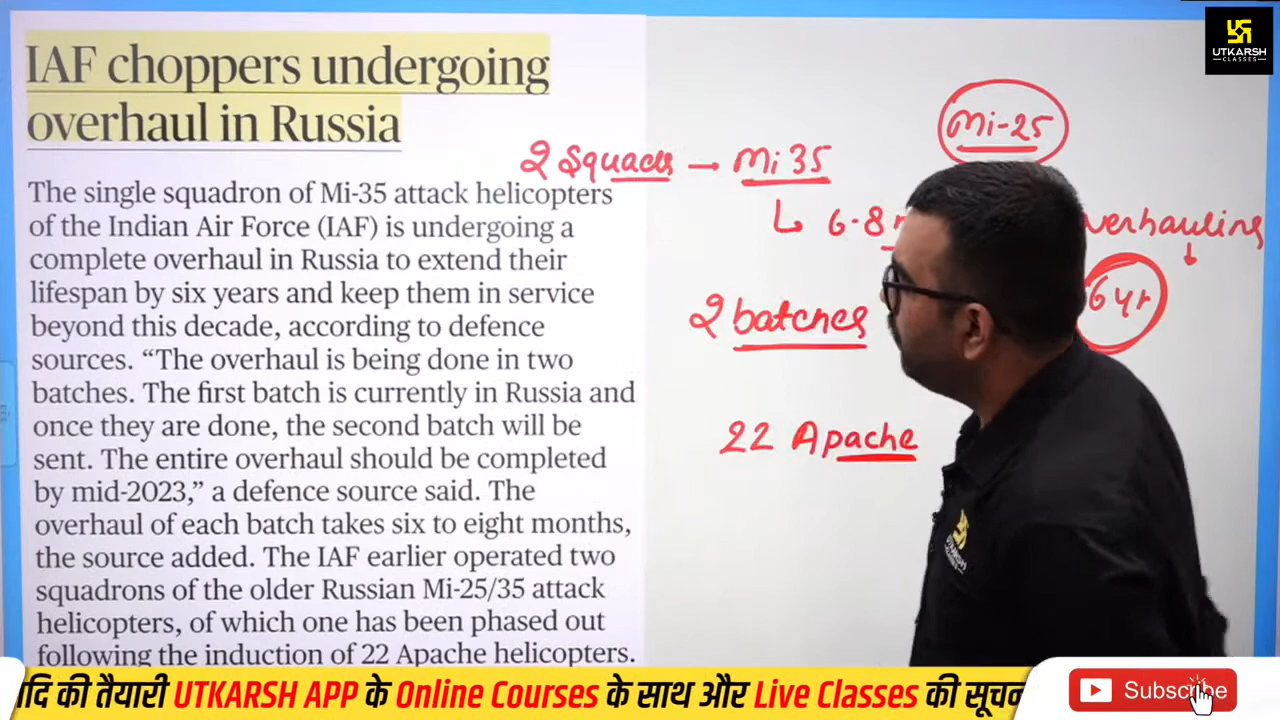 IAF choppers undergoing
overhaul in Russia
The single squadron of Mi-35 attack helicopters
of the Indian Air Force (IAF) is undergoing a
complete overhaul in Russia to extend their
lifespan by six years and keep them in service
beyond this decade, according to defence
sources. “The overhaul is being done in two
batches. The first batch is currently in Russia and
once they are done, the second batch will be
sent. The entire overhaul should be completed
by mid-2023,” a defence source said. The
overhaul of each batch takes six to eight months,
the source added. The IAF earlier operated two
squadrons of the older Russian Mi-25/35 attack
helicopters, of which one has been phased out
following the induction of 22 Apache helicopters.
Mi-25
2 Squads → Mi 35
6-8
verhauling
2 batches
6 yr
22 Apache
UTKARSH
CLASSES
की तैयारी UTKARSH APP के Online Courses के साथ और Live Classes की
Subscribe